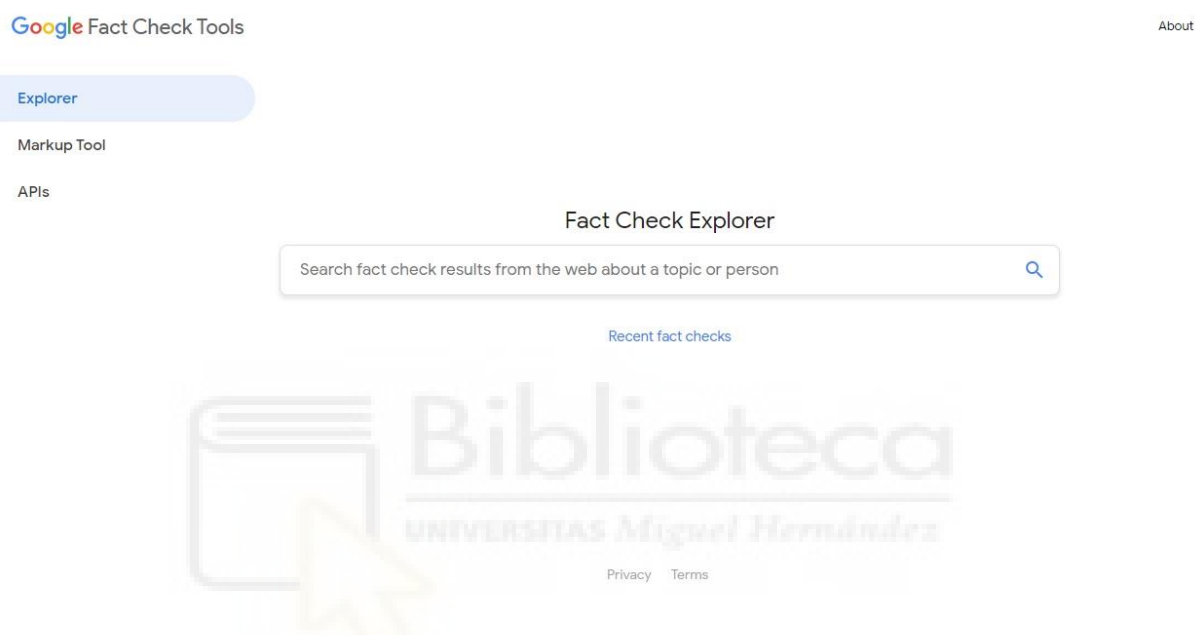 Google Fact Check Tools
About
Explorer
Markup Tool
APIs
Fact Check Explorer
Search fact check results from the web about a topic or person
Recent fact checks
Biblioteca
UNIVERSITAS Miguel Hernández
Privacy Terms